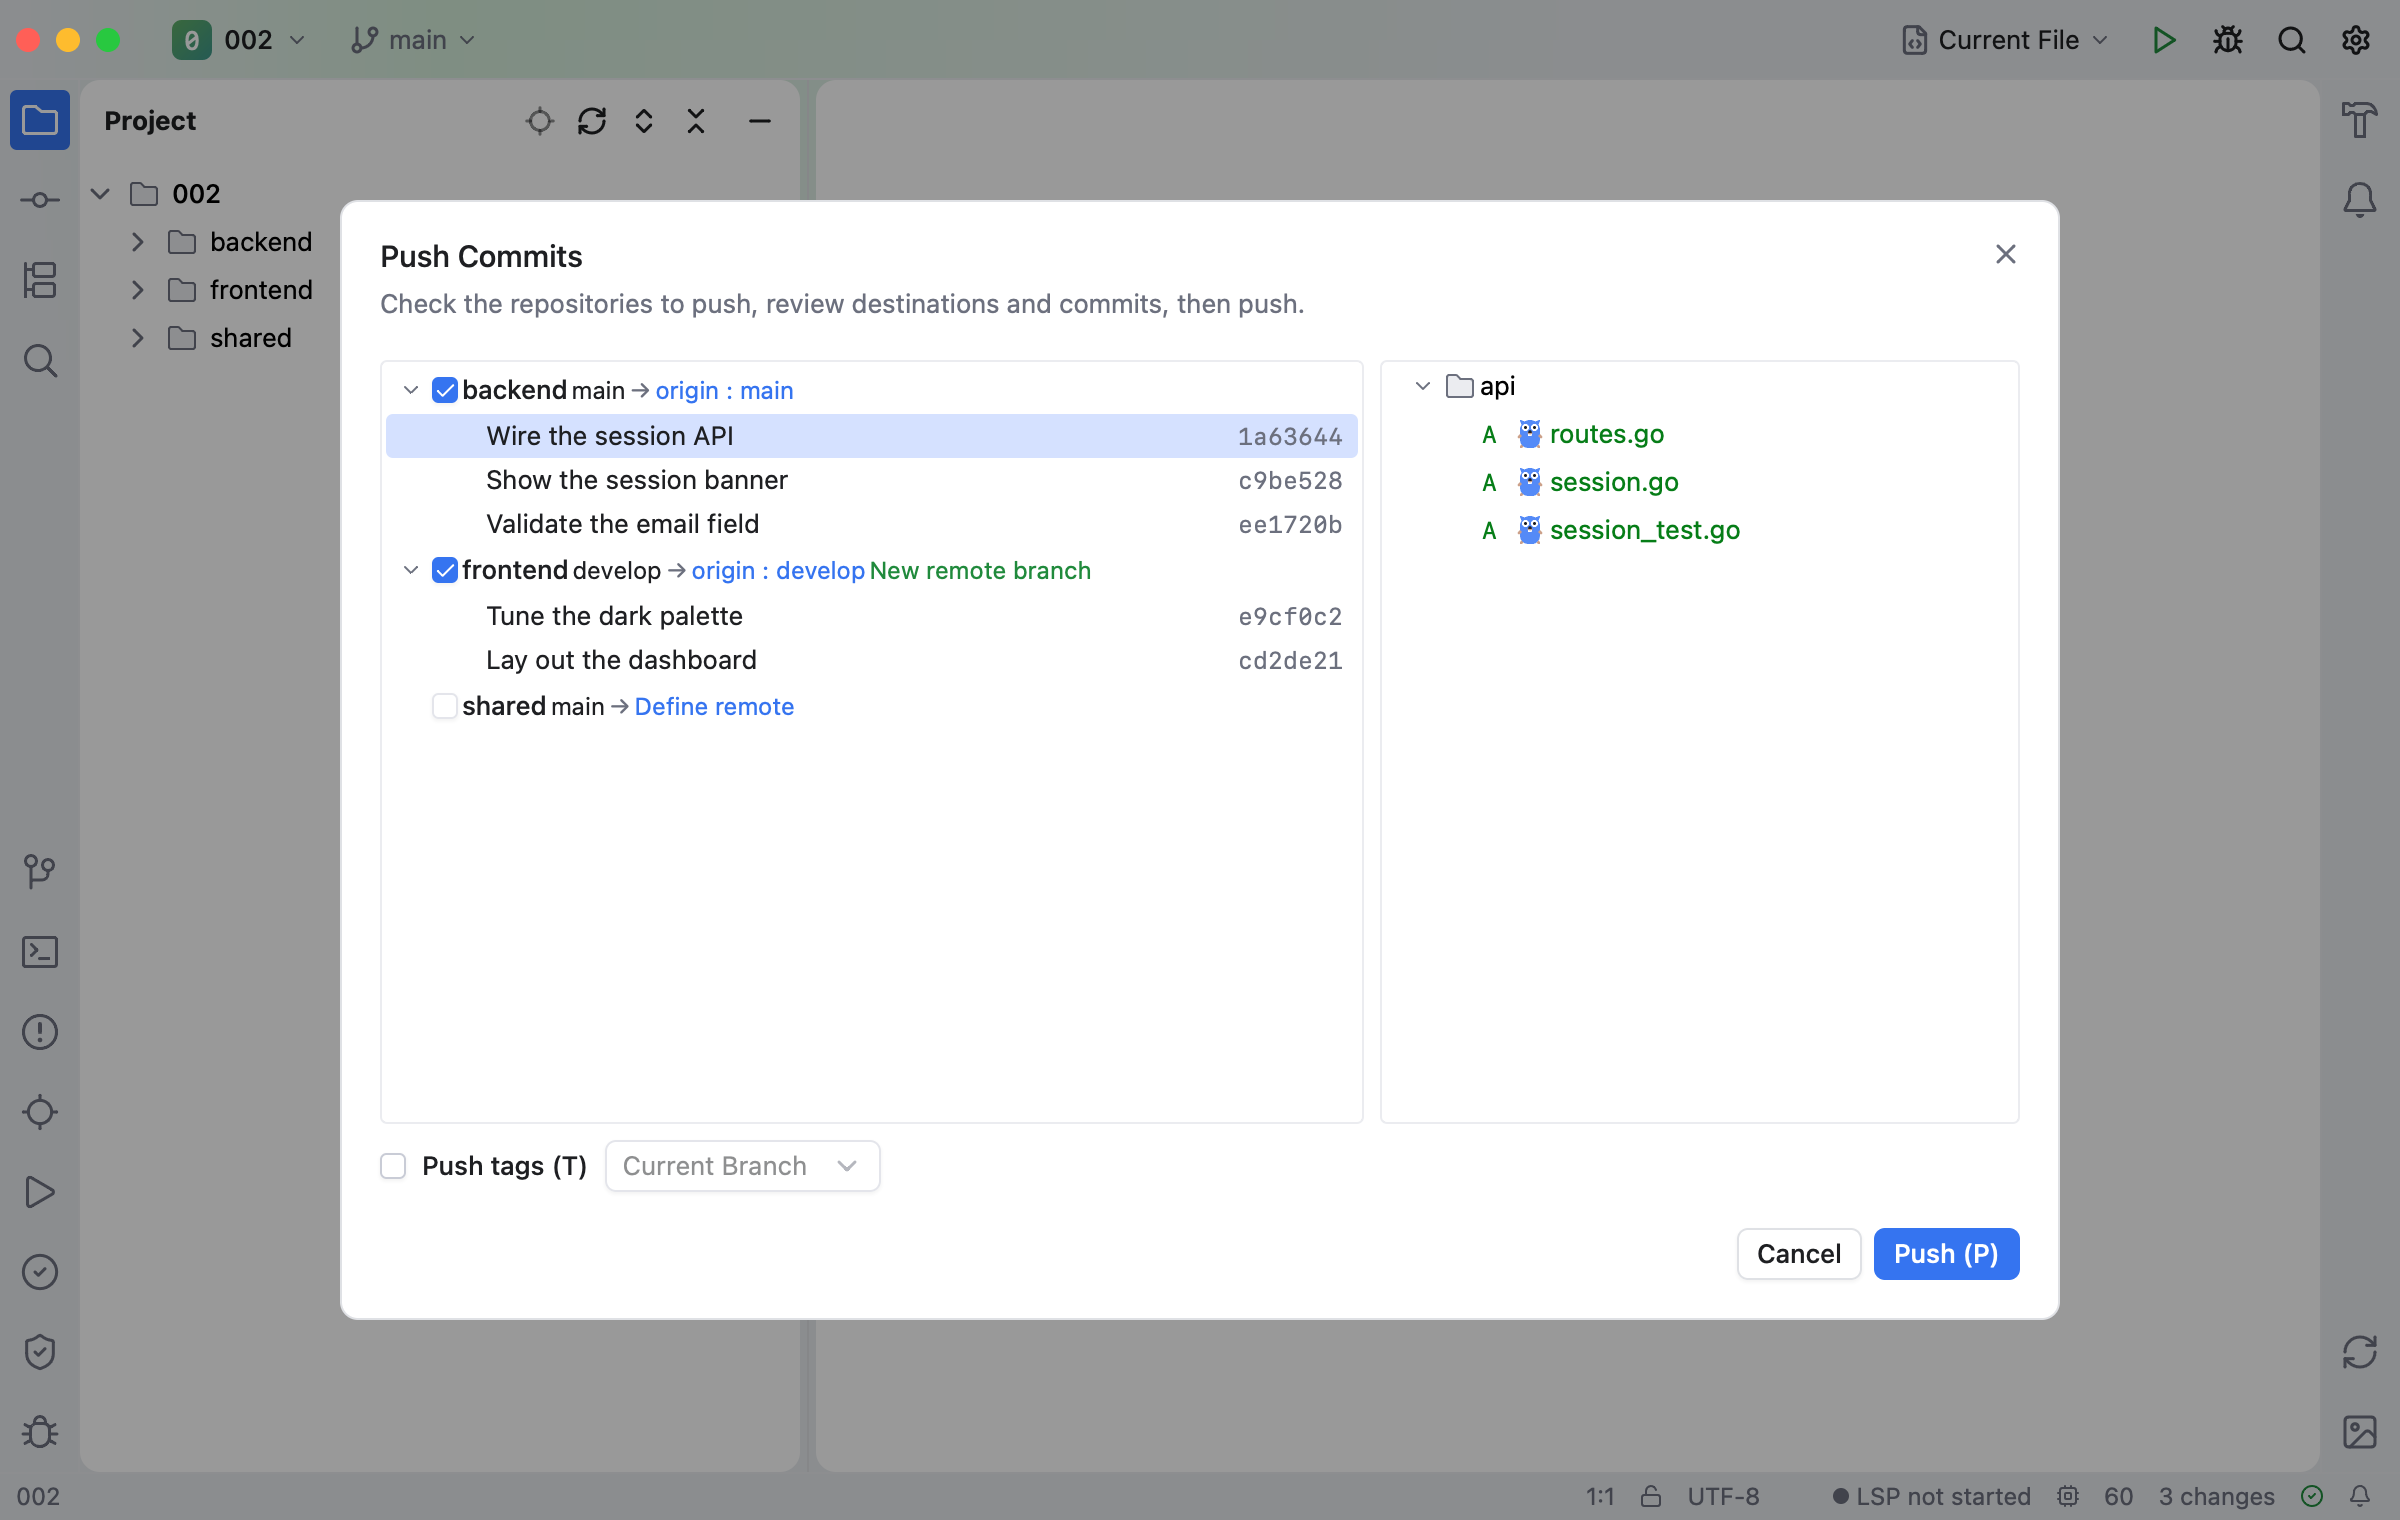 0 002 main Current File
Project
002
backend
frontend
shared
Push Commits
Check the repositories to push, review destinations and commits, then push.
backend main → origin : main
Wire the session API 1a63644
Show the session banner c9be528
Validate the email field ee1720b
frontend develop → origin : develop New remote branch
Tune the dark palette e9cf0c2
Lay out the dashboard cd2de21
shared main → Define remote
api
A routes.go
A session.go
A session_test.go
Push tags (T) Current Branch
Cancel Push (P)
002 1:1 UTF-8 LSP not started 60 3 changes